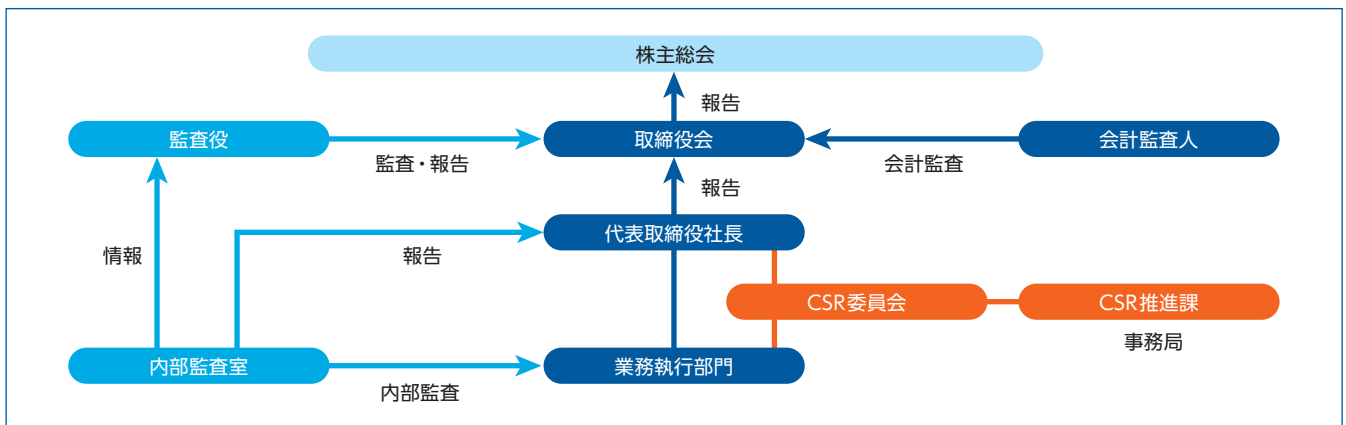 株主総会
報告
監査役
取締役会
会計監査人
監査・報告
会計監査
報告
代表取締役社長
情報
報告
CSR委員会
CSR推進課
事務局
内部監査室
業務執行部門
内部監査